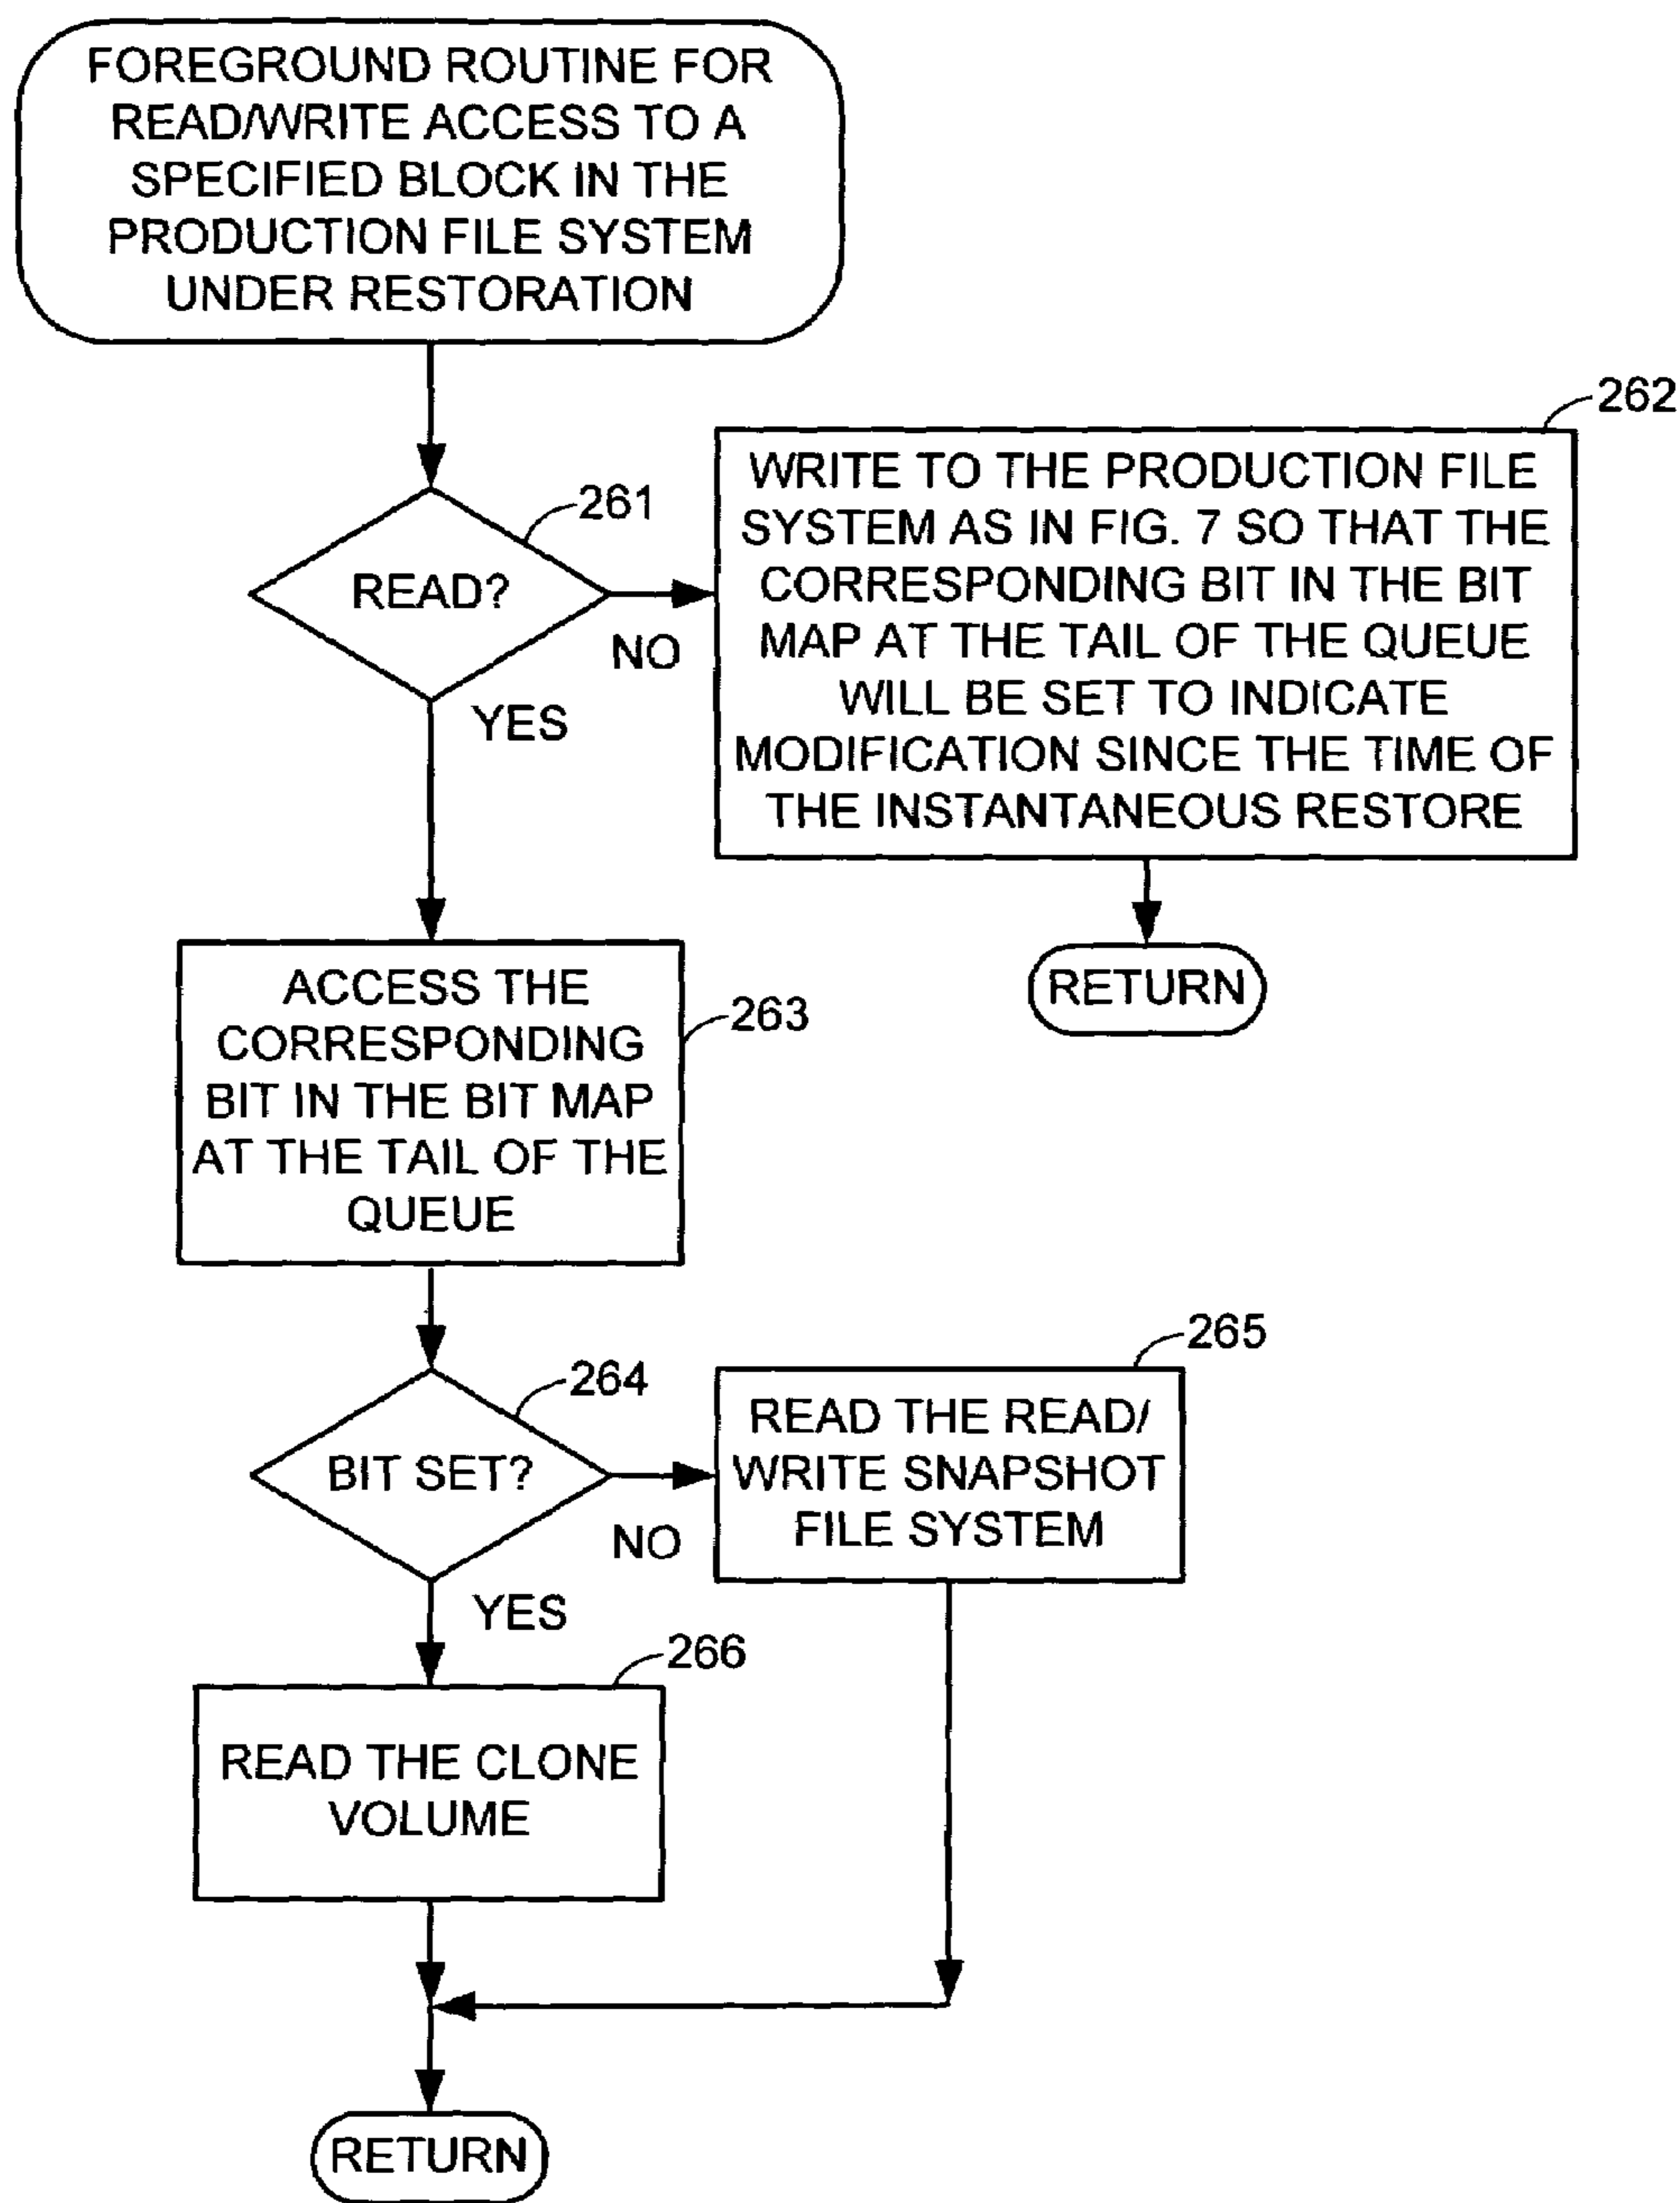 FOREGROUND ROUTINE FOR
READ/WRITE ACCESS TO A
SPECIFIED BLOCK IN THE
PRODUCTION FILE SYSTEM
UNDER RESTORATION
261
READ?
NO
YES
262
WRITE TO THE PRODUCTION FILE
SYSTEM AS IN FIG. 7 SO THAT THE
CORRESPONDING BIT IN THE BIT
MAP AT THE TAIL OF THE QUEUE
WILL BE SET TO INDICATE
MODIFICATION SINCE THE TIME OF
THE INSTANTANEOUS RESTORE
RETURN
263
ACCESS THE
CORRESPONDING
BIT IN THE BIT MAP
AT THE TAIL OF THE
QUEUE
264
BIT SET?
NO
YES
265
READ THE READ/
WRITE SNAPSHOT
FILE SYSTEM
266
READ THE CLONE
VOLUME
RETURN